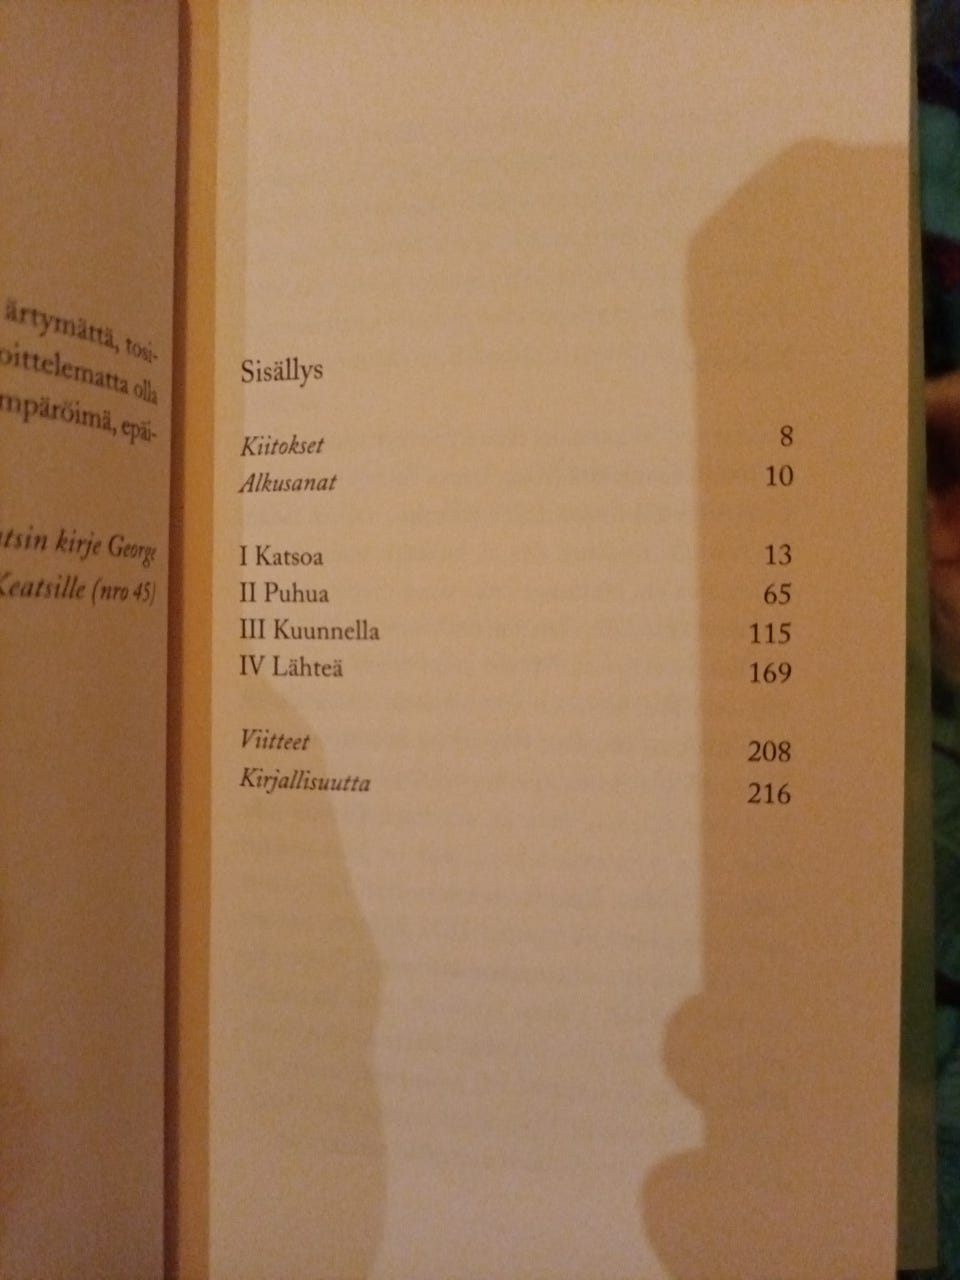 ärtymättä, tosi-
oittelematta olla
mpäröimä, epäi-
tsin kirje George
Keatsille (nro 45)
Sisällys
Kiitokset 8
Alkusanat 10
I Katsoa 13
II Puhua 65
III Kuunnella 115
IV Lähteä 169
Viitteet 208
Kirjallisuutta 216